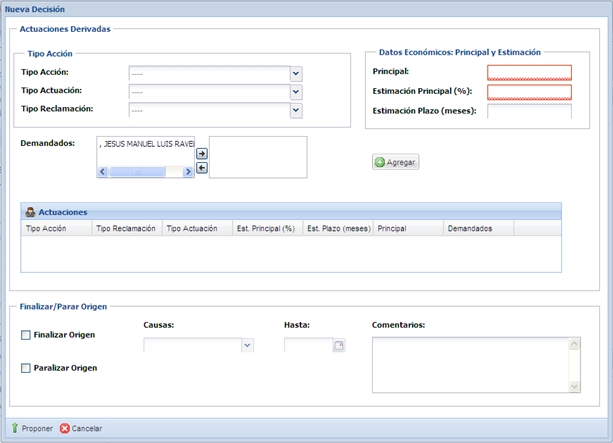 Nueva Decisión
Actuaciones Derivadas
Tipo Acción
Tipo Acción: ----
Tipo Actuación: ----
Tipo Reclamación: ----
Datos Económicos: Principal y Estimación
Principal:
Estimación Principal (%):
Estimación Plazo (meses):
Demandados:
, JESUS MANUEL LUIS RAVE
Agregar
Actuaciones
Tipo Acción Tipo Reclamación Tipo Actuación Est. Principal (%) Est. Plazo (meses) Principal Demandados
Finalizar/Parar Origen
Finalizar Origen
Paralizar Origen
Causas:
Hasta:
Comentarios:
Proponer Cancelar